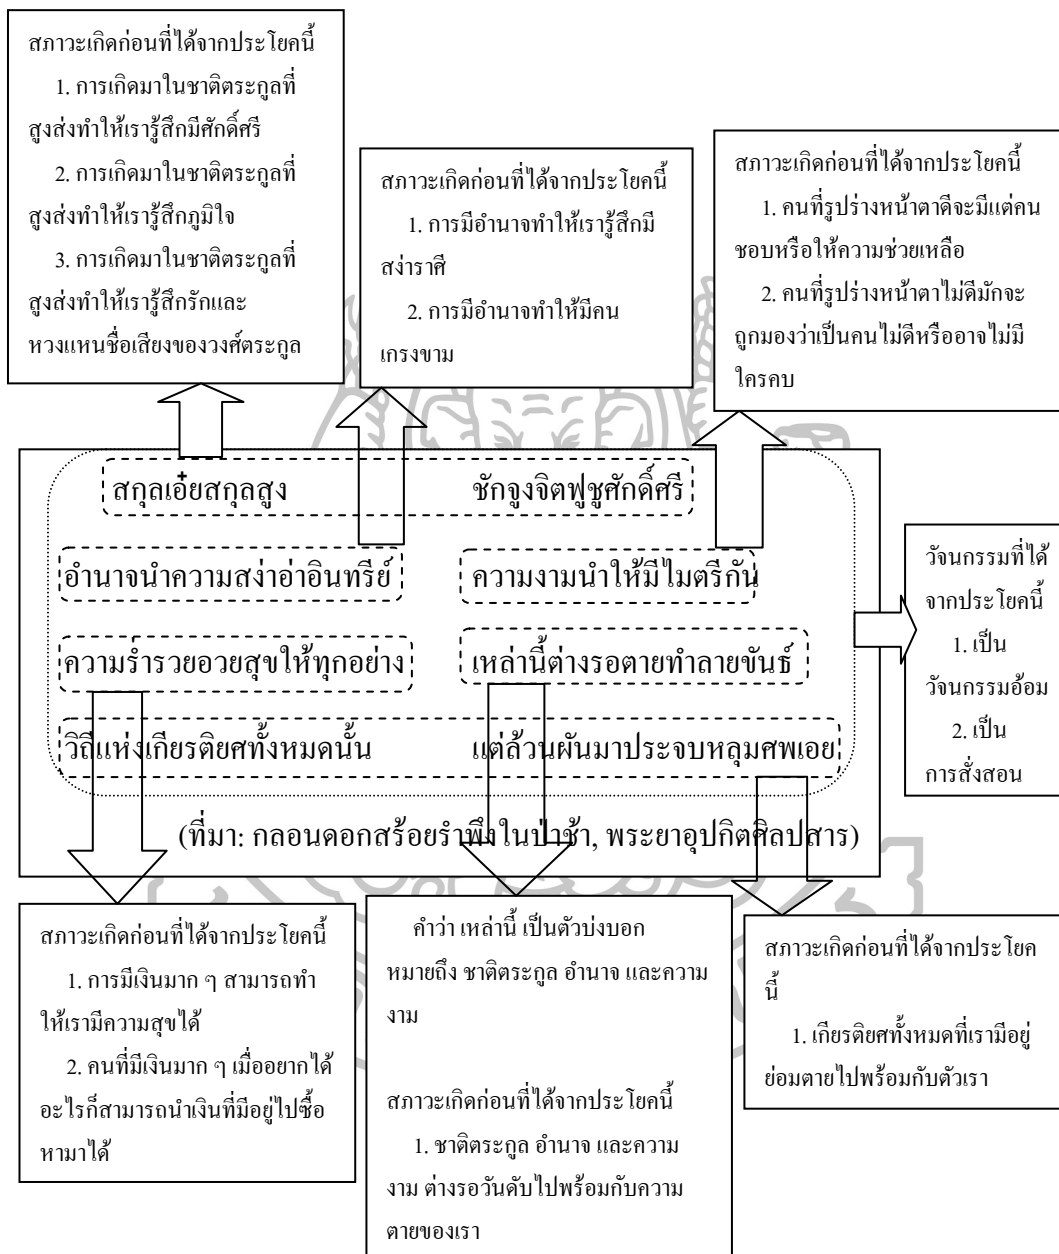 สภาวะเกิดก่อนที่ได้จากประโยคนี้
1. การเกิดมาในชาติตระกูลที่
สูงส่งทำให้เรารู้สึกมีศักดิ์ศรี
2. การเกิดมาในชาติตระกูลที่
สูงส่งทำให้เรารู้สึกภูมิใจ
3. การเกิดมาในชาติตระกูลที่
สูงส่งทำให้เรารู้สึกรักและ
หวงแหนชื่อเสียงของวงศ์ตระกูล
สภาวะเกิดก่อนที่ได้จากประโยคนี้
1. การมีอำนาจทำให้เรารู้สึกมี
สง่าราศี
2. การมีอำนาจทำให้มีคน
เกรงขาม
สภาวะเกิดก่อนที่ได้จากประโยคนี้
1. คนที่รูปร่างหน้าตาดีจะมีแต่คน
ชอบหรือให้ความช่วยเหลือ
2. คนที่รูปร่างหน้าตาไม่ดีมักจะ
ถูกมองว่าเป็นคนไม่ดีหรืออาจไม่มี
ใครคบ
สกุลเอ๋ยสกุลสูง ชักจูงจิตฟูชูศักดิ์ศรี
อำนาจนำความสง่าอ่าอินทรีย์ ความงามนำให้มีไมตรีกัน
ความร่ำรวยอวยสุขให้ทุกอย่าง เหล่านี้ต่างรอตายทำลายขันธ์
วิถีแห่งเกียรติยศทั้งหมดนั้น แต่ล้วนผันมาประจบหลุมศพเอย
(ที่มา: กลอนดอกสร้อยรำพึงในป่าช้า, พระยาอุปกิตศิลปสาร)
วัจนกรรมที่ได้
จากประโยคนี้
1. เป็น
วัจนกรรมอ้อม
2. เป็น
การสั่งสอน
สภาวะเกิดก่อนที่ได้จากประโยคนี้
1. การมีเงินมาก ๆ สามารถทำ
ให้เรามีความสุขได้
2. คนที่มีเงินมาก ๆ เมื่ออยากได้
อะไรก็สามารถนำเงินที่มีอยู่ไปซื้อ
หามาได้
คำว่า เหล่านี้ เป็นตัวบ่งบอก
หมายถึง ชาติตระกูล อำนาจ และความ
งาม
สภาวะเกิดก่อนที่ได้จากประโยคนี้
1. ชาติตระกูล อำนาจ และความ
งาม ต่างรอวันดับไปพร้อมกับความ
ตายของเรา
สภาวะเกิดก่อนที่ได้จากประโยค
นี้
1. เกียรติยศทั้งหมดที่เรามีอยู่
ย่อมตายไปพร้อมกับตัวเรา